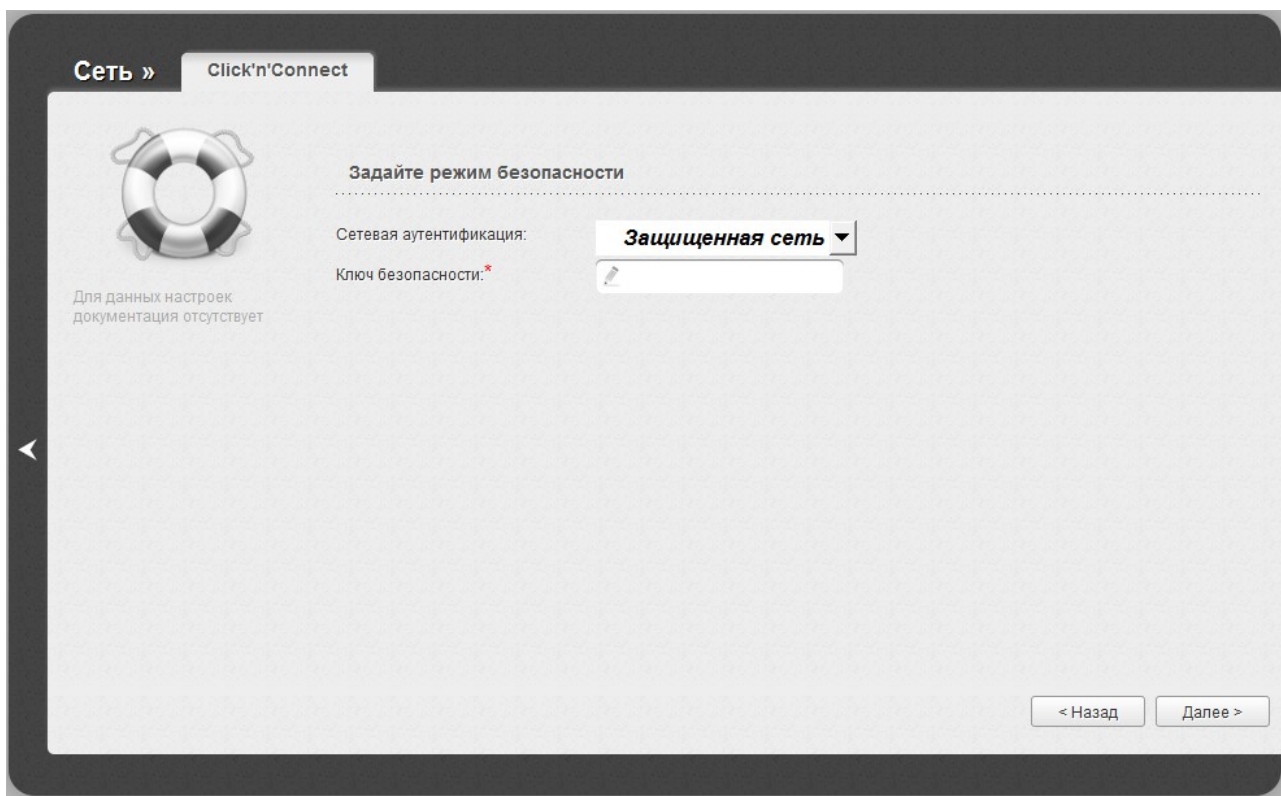 Сеть »
Click'n'Connect
Задайте режим безопасности
Сетевая аутентификация:
Защищенная сеть
Ключ безопасности:*
Для данных настроек
документация отсутствует
< Назад
Далее >